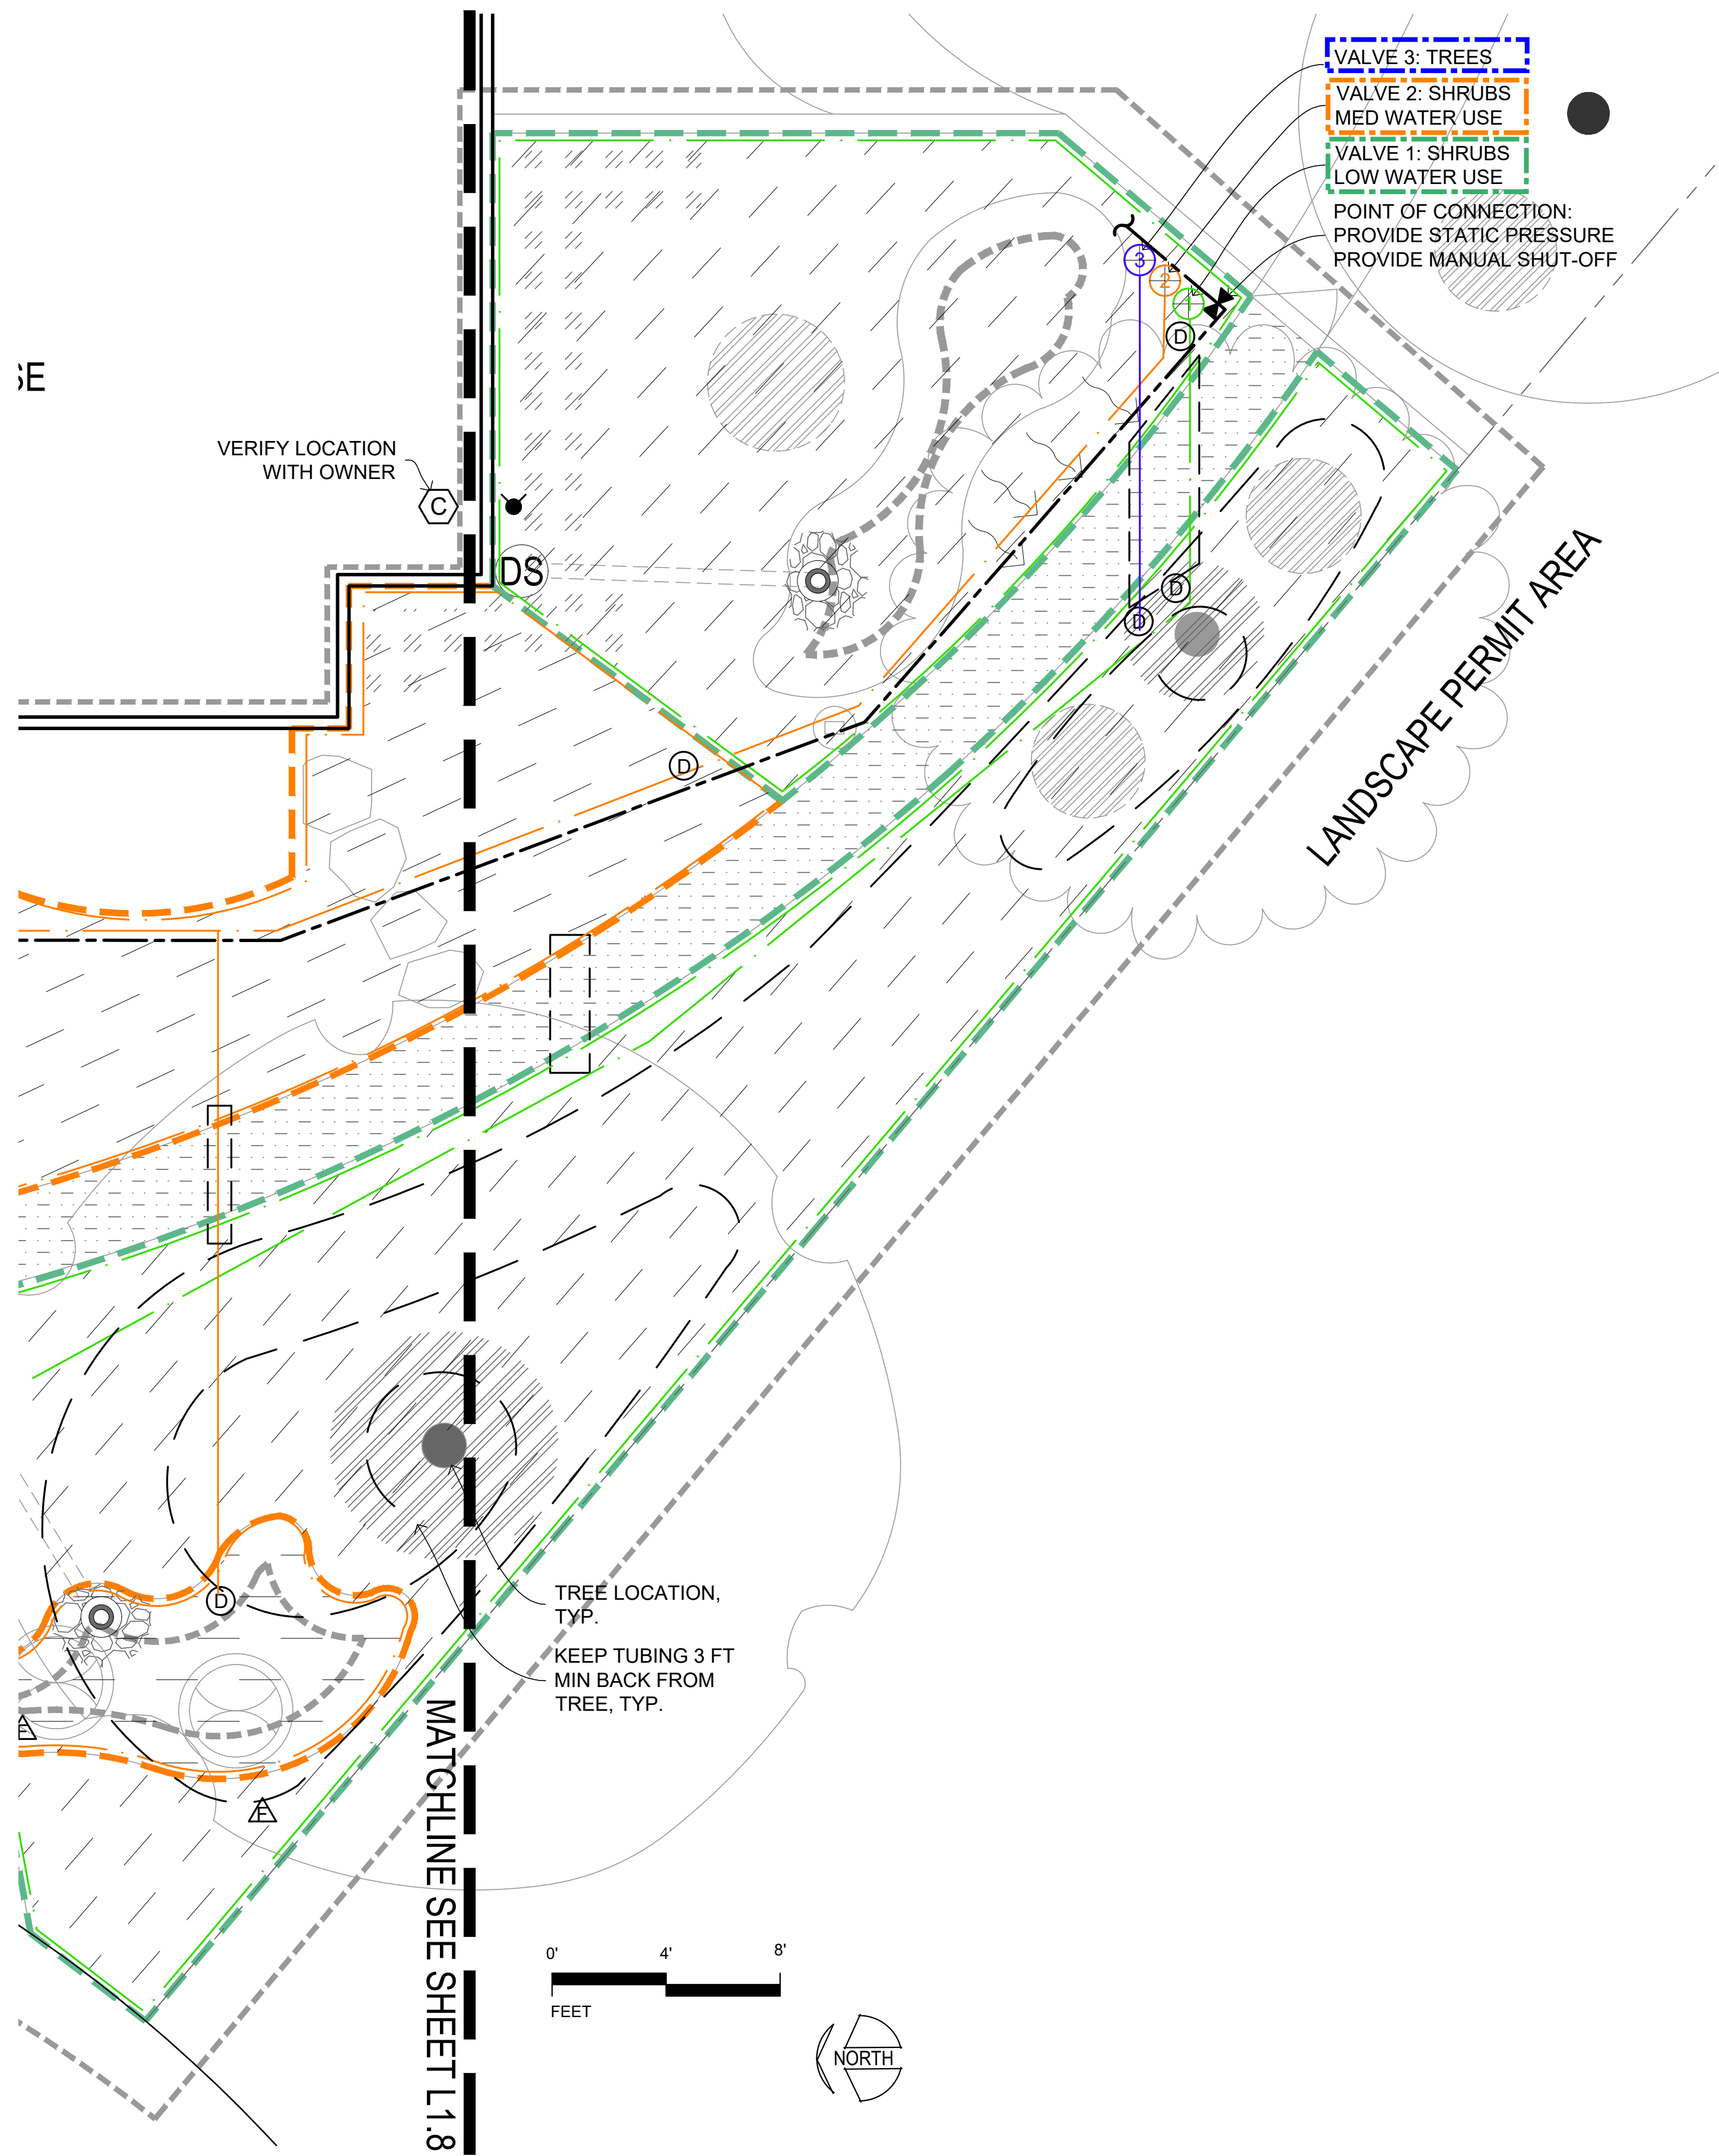 VALVE 3: TREES
VALVE 2: SHRUBS
MED WATER USE
VALVE 1: SHRUBS
LOW WATER USE
POINT OF CONNECTION:
PROVIDE STATIC PRESSURE
PROVIDE MANUAL SHUT-OFF
3
2
1
D
SE
VERIFY LOCATION
WITH OWNER
C
DS
D
D
LANDSCAPE PERMIT AREA
D
TREE LOCATION,
TYP.
KEEP TUBING 3 FT
MIN BACK FROM
TREE, TYP.
D
E
E
MATCHLINE SEE SHEET L1.8
0' 4' 8'
FEET
NORTH